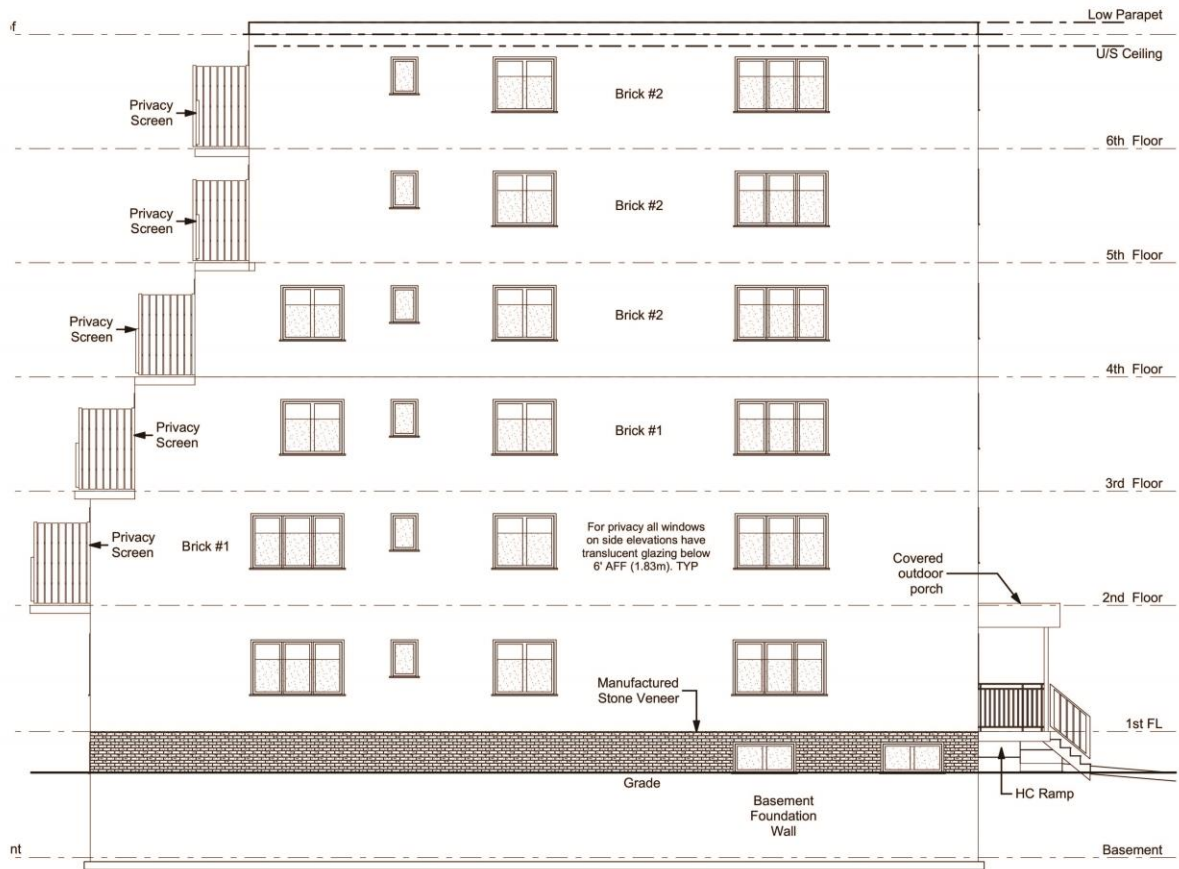 Low Parapet
U/S Ceiling
Privacy
Screen
Brick #2
6th Floor
Privacy
Screen
Brick #2
5th Floor
Privacy
Screen
Brick #2
4th Floor
Privacy
Screen
Brick #1
3rd Floor
Privacy
Screen
Brick #1
For privacy all windows
on side elevations have
translucent glazing below
6' AFF (1.83m). TYP
Covered
outdoor
porch
2nd Floor
Manufactured
Stone Veneer
1st FL
Grade
HC Ramp
Basement
Foundation
Wall
nt
Basement